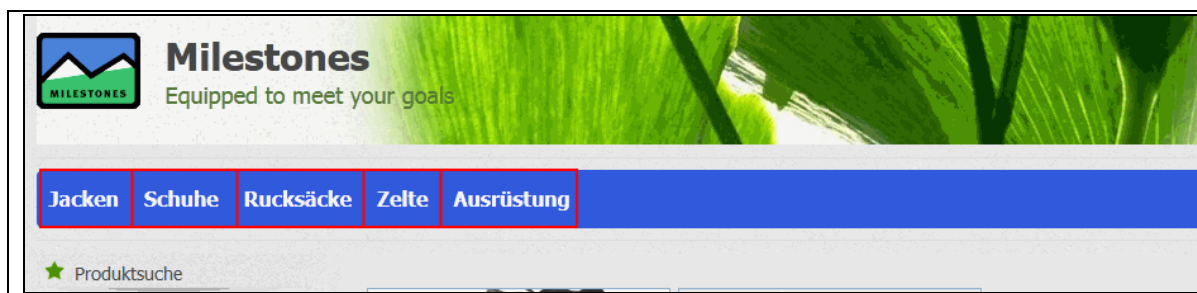 Milestones
MILESTONES
Equipped to meet your goals
Jacken Schuhe Rucksäcke Zelte Ausrüstung
Produktsuche